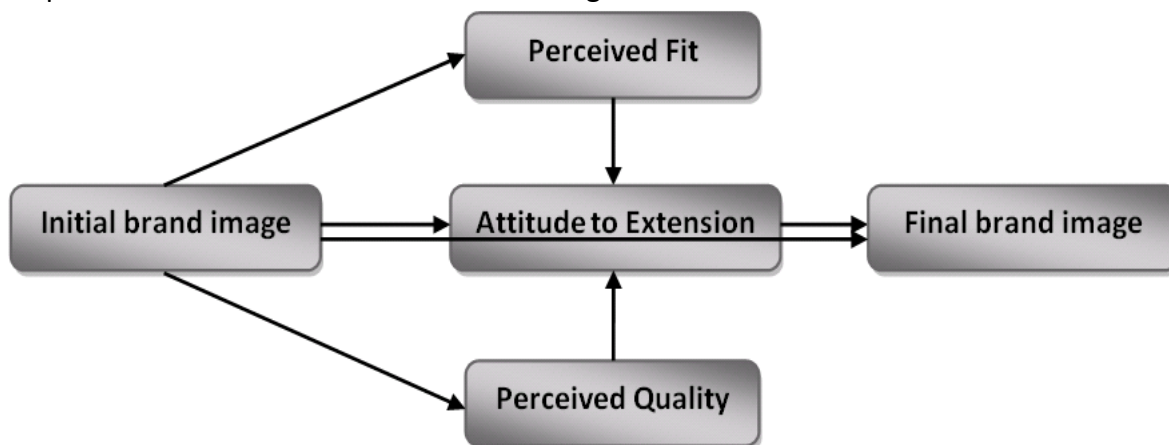 Perceived Fit
Initial brand image
Attitude to Extension
Final brand image
Perceived Quality